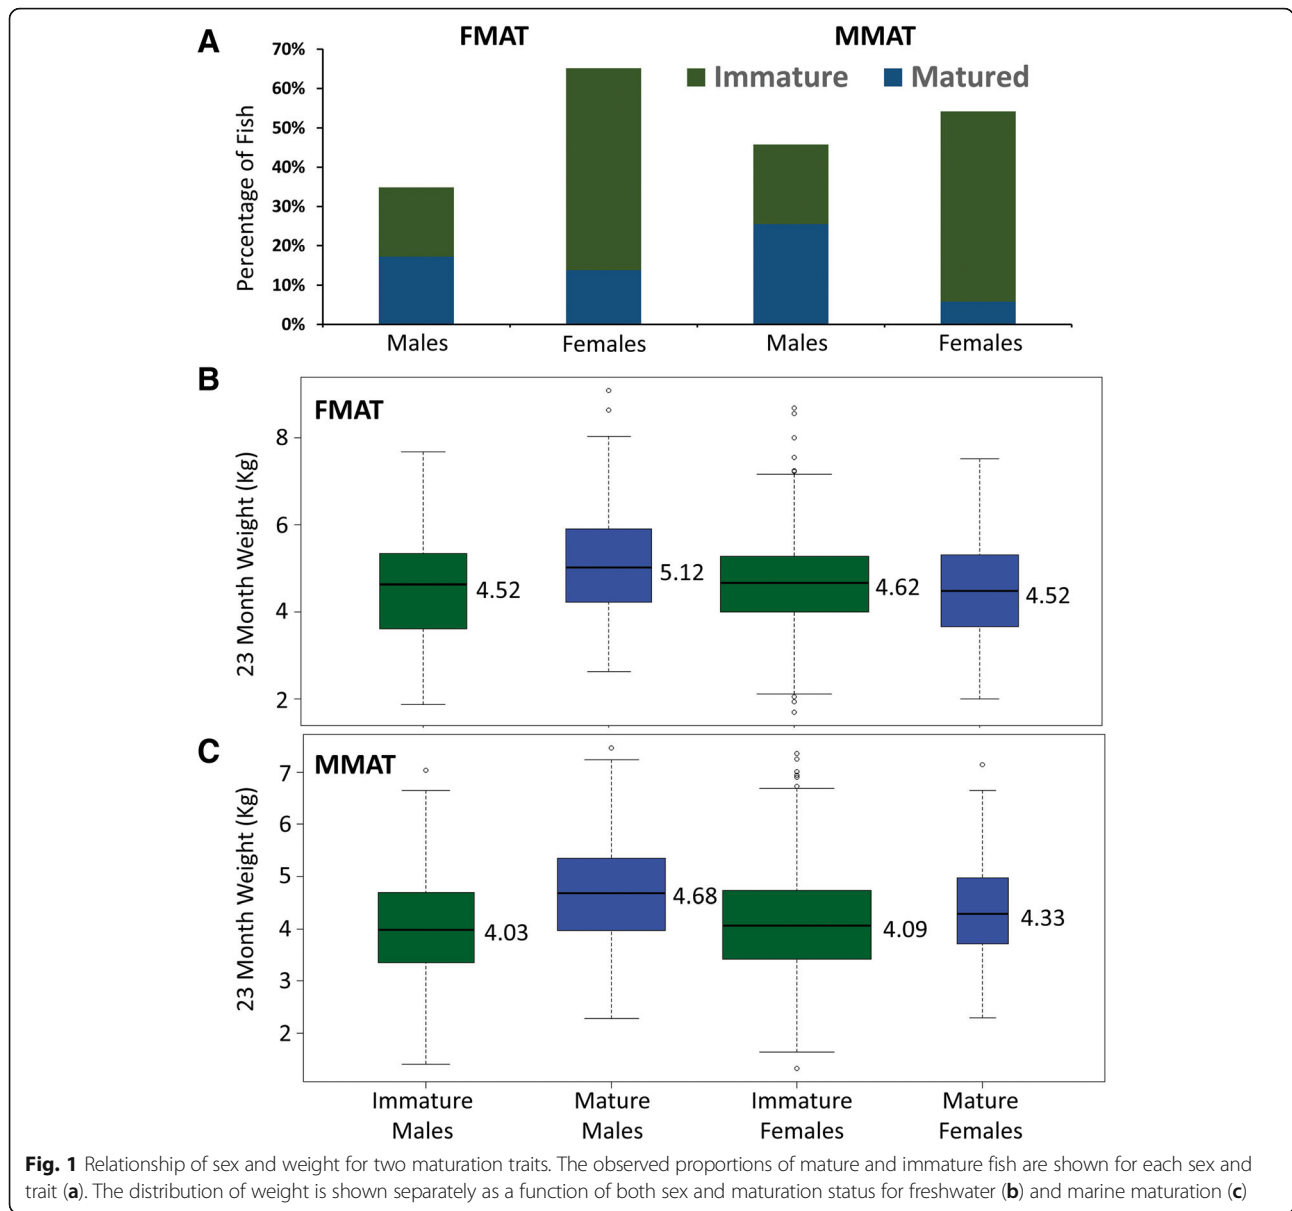 A
FMAT
MMAT
Immature
Matured
Percentage of Fish
70%
60%
50%
40%
30%
20%
10%
0%
Males
Females
Males
Females
B
FMAT
23 Month Weight (Kg)
8
6
4
2
4.52
5.12
4.62
4.52
C
MMAT
23 Month Weight (Kg)
7
6
5
4
3
2
4.03
4.68
4.09
4.33
Immature
Males
Mature
Males
Immature
Females
Mature
Females
Fig. 1 Relationship of sex and weight for two maturation traits. The observed proportions of mature and immature fish are shown for each sex and
trait (a). The distribution of weight is shown separately as a function of both sex and maturation status for freshwater (b) and marine maturation (c)